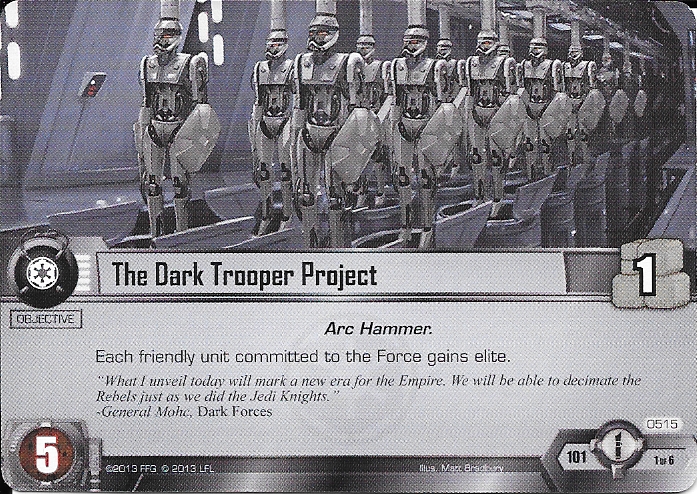 The Dark Trooper Project
1
OBJECTIVE
Arc Hammer.
Each friendly unit committed to the Force gains elite.
“What I unveil today will mark a new era for the Empire. We will be able to decimate the
Rebels just as we did the Jedi Knights.”
-General Mohc, Dark Forces
5
©2013 FFG © 2013 LFL
Illus. Matt Bradbury
0515
101
1 OF 6